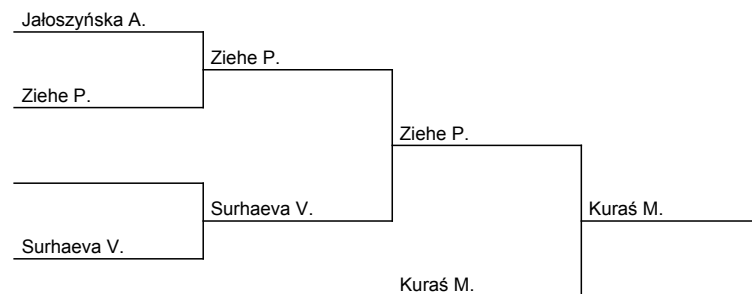 Jałoszyńska A.
Ziehe P.
Ziehe P.
Ziehe P.
Surhaeva V.
Kuraś M.
Surhaeva V.
Kuraś M.